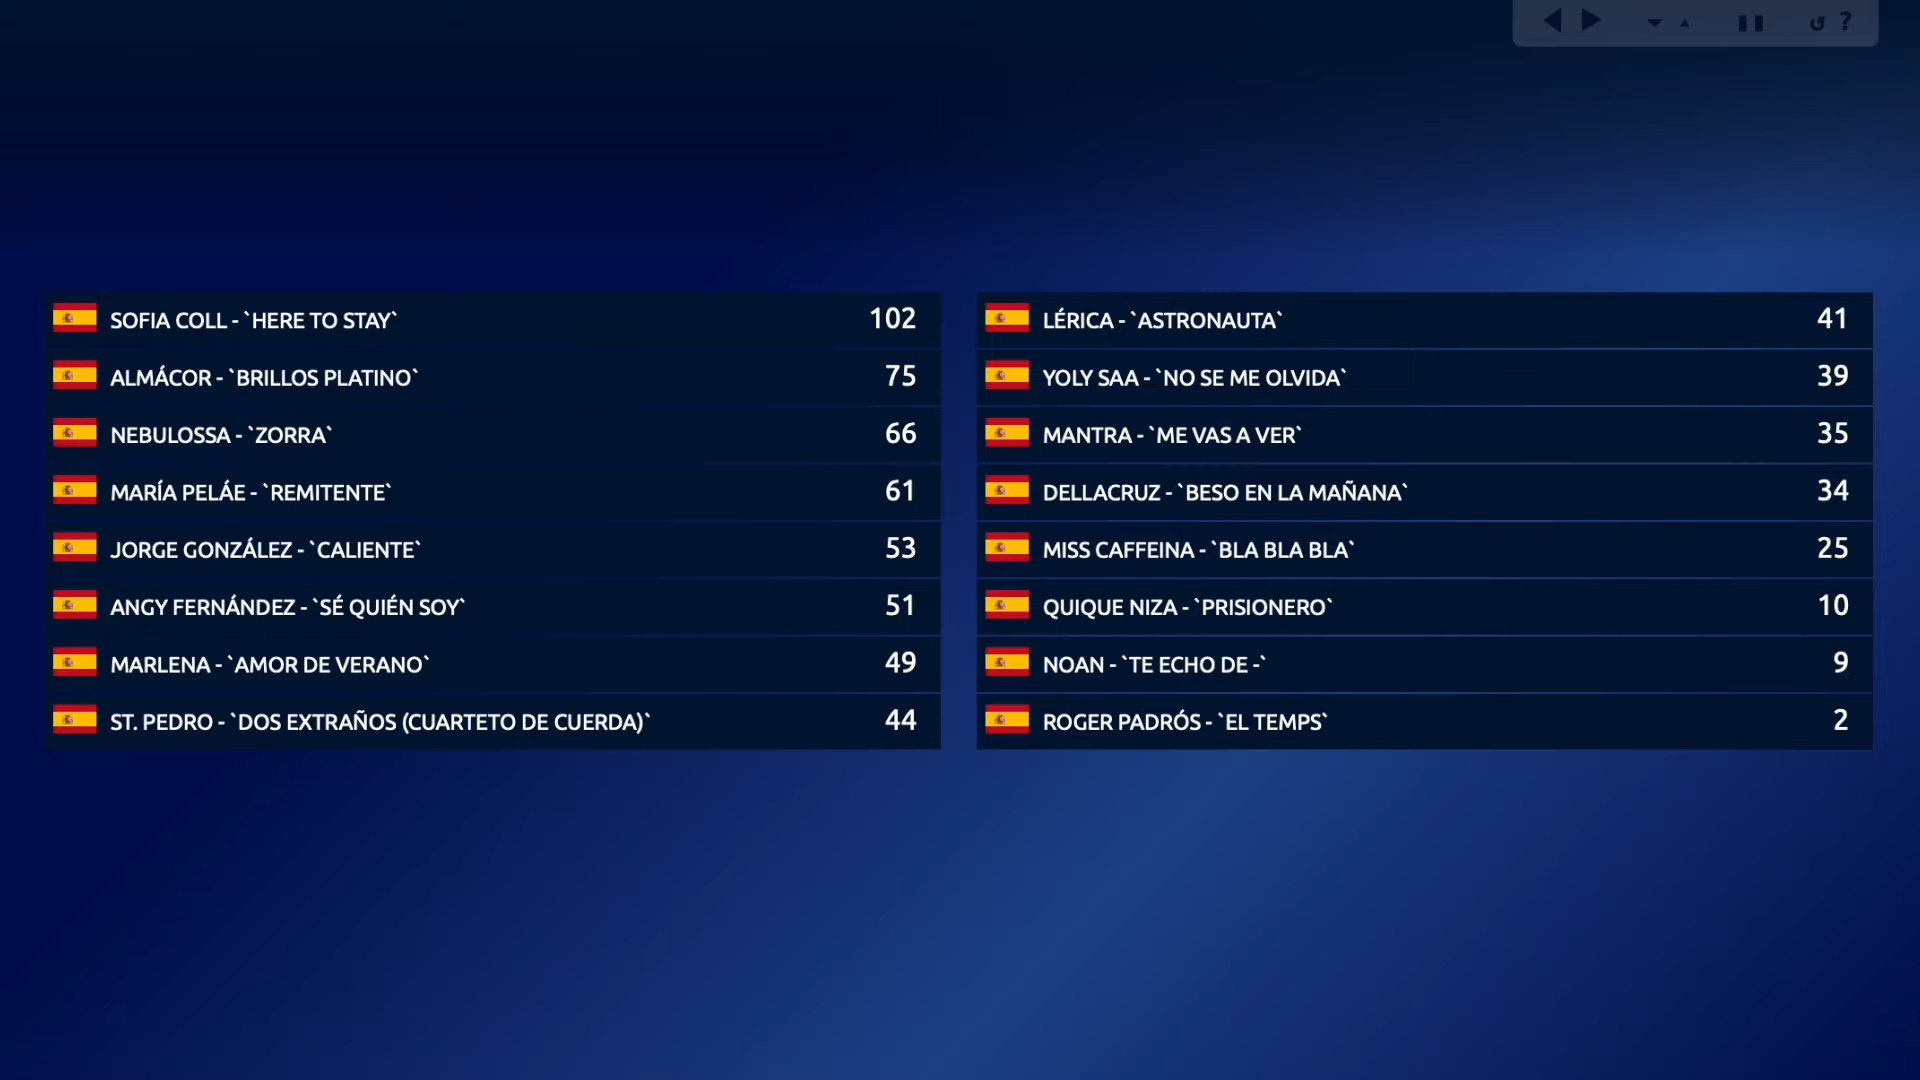 ?
SOFIA COLL - `HERE TO STAY` 102
ALMÁCOR - `BRILLOS PLATINO` 75
NEBULOSSA - `ZORRA` 66
MARÍA PELÁE - `REMITENTE` 61
JORGE GONZÁLEZ - `CALIENTE` 53
ANGY FERNÁNDEZ - `SÉ QUIÉN SOY` 51
MARLENA - `AMOR DE VERANO` 49
ST. PEDRO - `DOS EXTRAÑOS (CUARTETO DE CUERDA)` 44
LÉRICA - `ASTRONAUTA` 41
YOLY SAA - `NO SE ME OLVIDA` 39
MANTRA - `ME VAS A VER` 35
DELLACRUZ - `BESO EN LA MAÑANA` 34
MISS CAFFEINA - `BLA BLA BLA` 25
QUIQUE NIZA - `PRISIONERO` 10
NOAN - `TE ECHO DE -` 9
ROGER PADRÓS - `EL TEMPS` 2